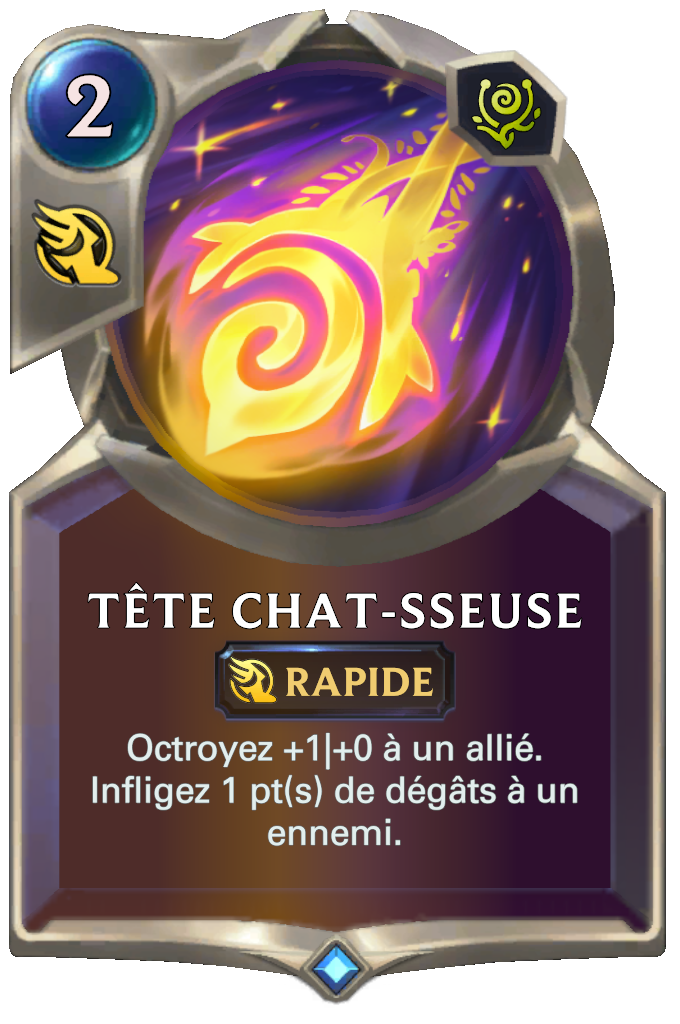 2
TÊTE CHAT-SSEUSE
RAPIDE
Octroyez +1|+0 à un allié.
Infligez 1 pt(s) de dégâts à un
ennemi.